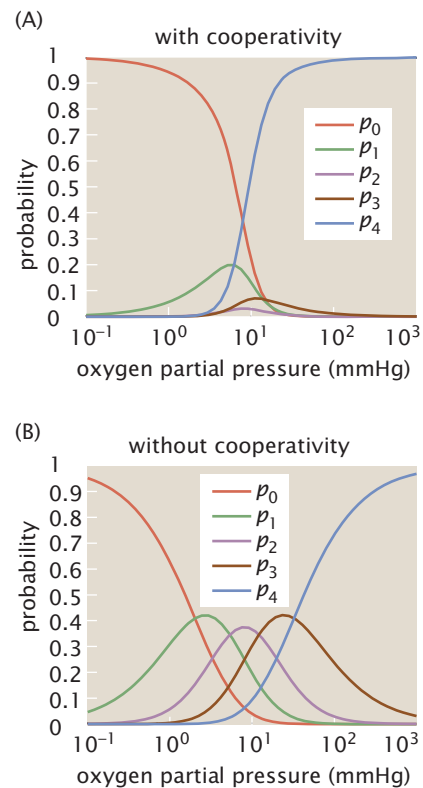 (A)
with cooperativity
1
0.9
0.8
0.7
0.6
0.5
0.4
0.3
0.2
0.1
0
probability
p₀
p₁
p₂
p₃
p₄
10⁻¹ 10⁰ 10¹ 10² 10³
oxygen partial pressure (mmHg)
(B)
without cooperativity
1
0.9
0.8
0.7
0.6
0.5
0.4
0.3
0.2
0.1
0
probability
p₀
p₁
p₂
p₃
p₄
10⁻¹ 10⁰ 10¹ 10² 10³
oxygen partial pressure (mmHg)